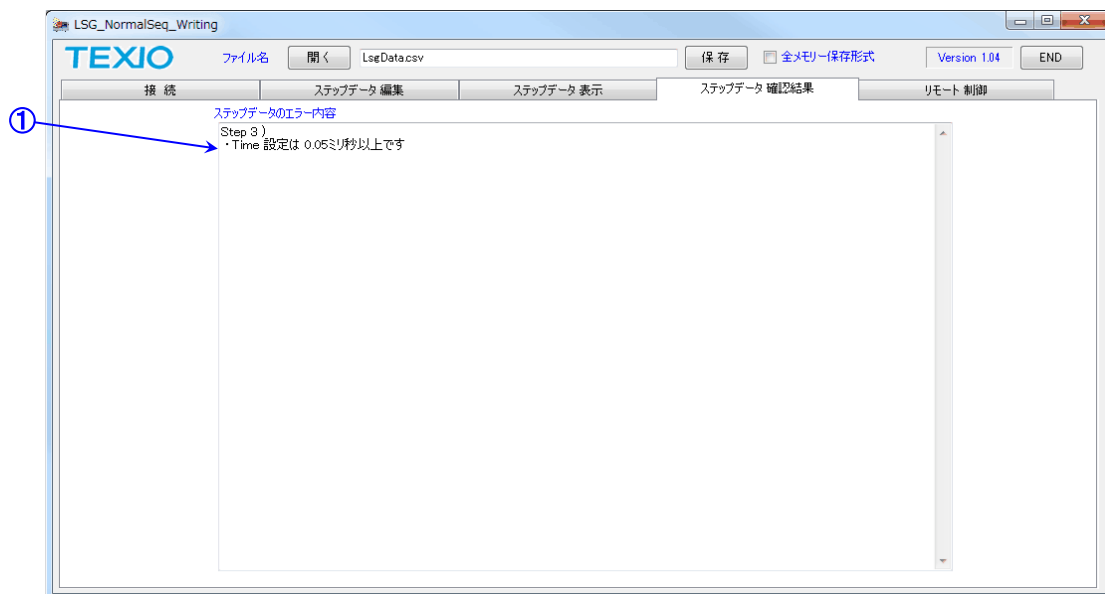 LSG_NormalSeq_Writing
TEXIO ファイル名 開く LsgData.csv 保存 全メモリー保存形式 Version 1.04 END
接 続 ステップデータ 編集 ステップデータ 表示 ステップデータ 確認結果 リモート 制御
ステップデータのエラー内容
①
Step 3 )
・Time 設定は 0.05ミリ秒以上です